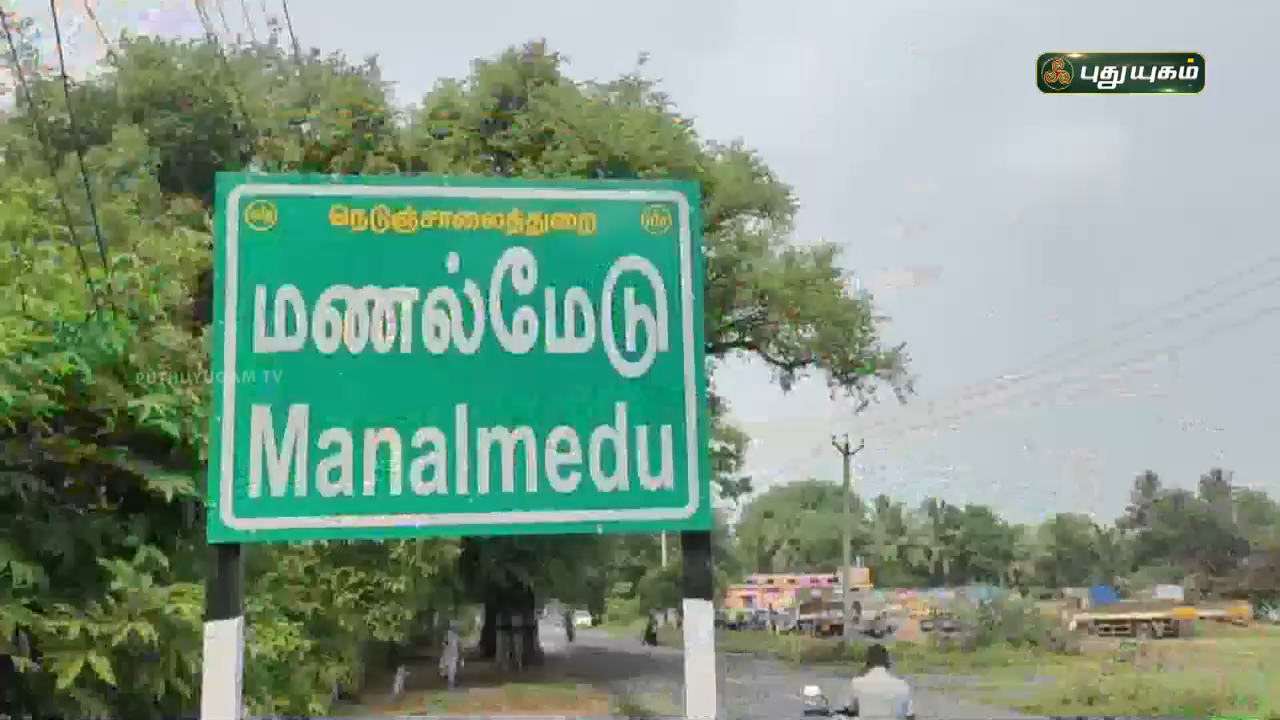 புதுயுகம்
நெடுஞ்சாலைத்துறை
மணல்மேடு
PUTHUYUGAM TV
Manalmedu